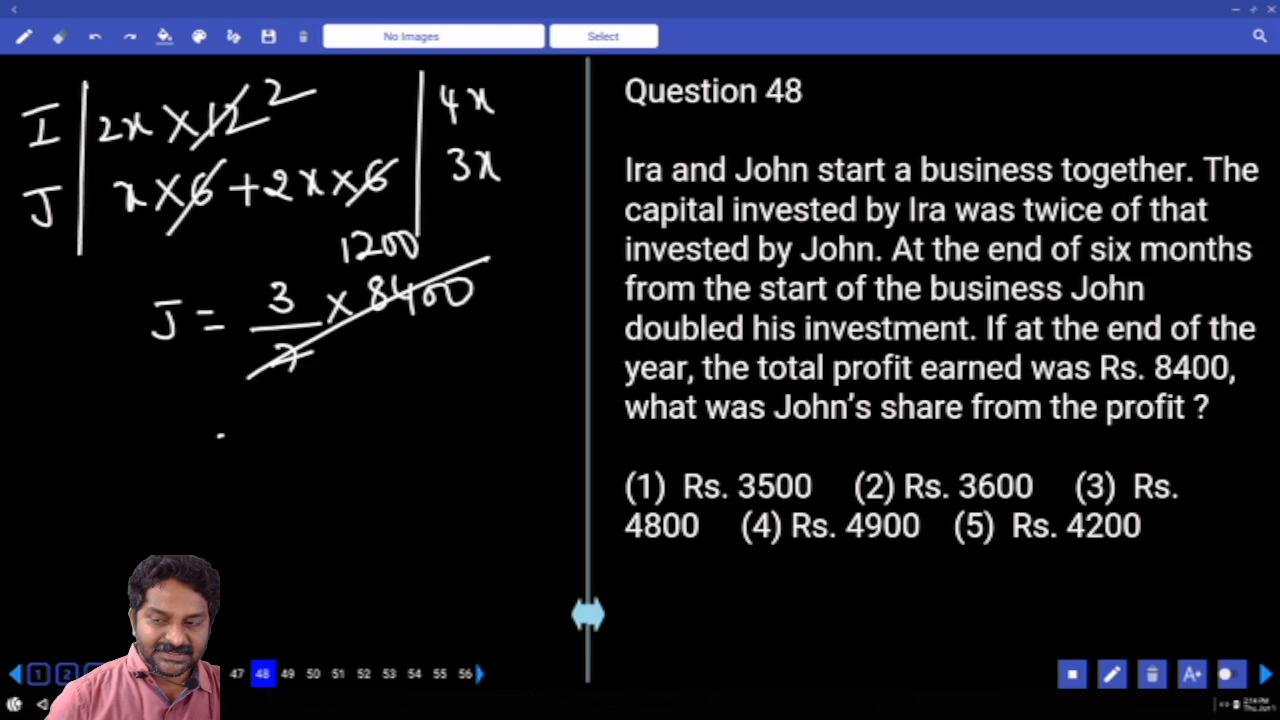 No Images
Select
I 2x × 12 2 4x
J x × 6 + 2x × 6 3x
1200
J = 3 × 8400
7
Question 48
Ira and John start a business together. The
capital invested by Ira was twice of that
invested by John. At the end of six months
from the start of the business John
doubled his investment. If at the end of the
year, the total profit earned was Rs. 8400,
what was John’s share from the profit ?
(1) Rs. 3500 (2) Rs. 3600 (3) Rs.
4800 (4) Rs. 4900 (5) Rs. 4200
1 2 47 48 49 50 51 52 53 54 55 56
A+